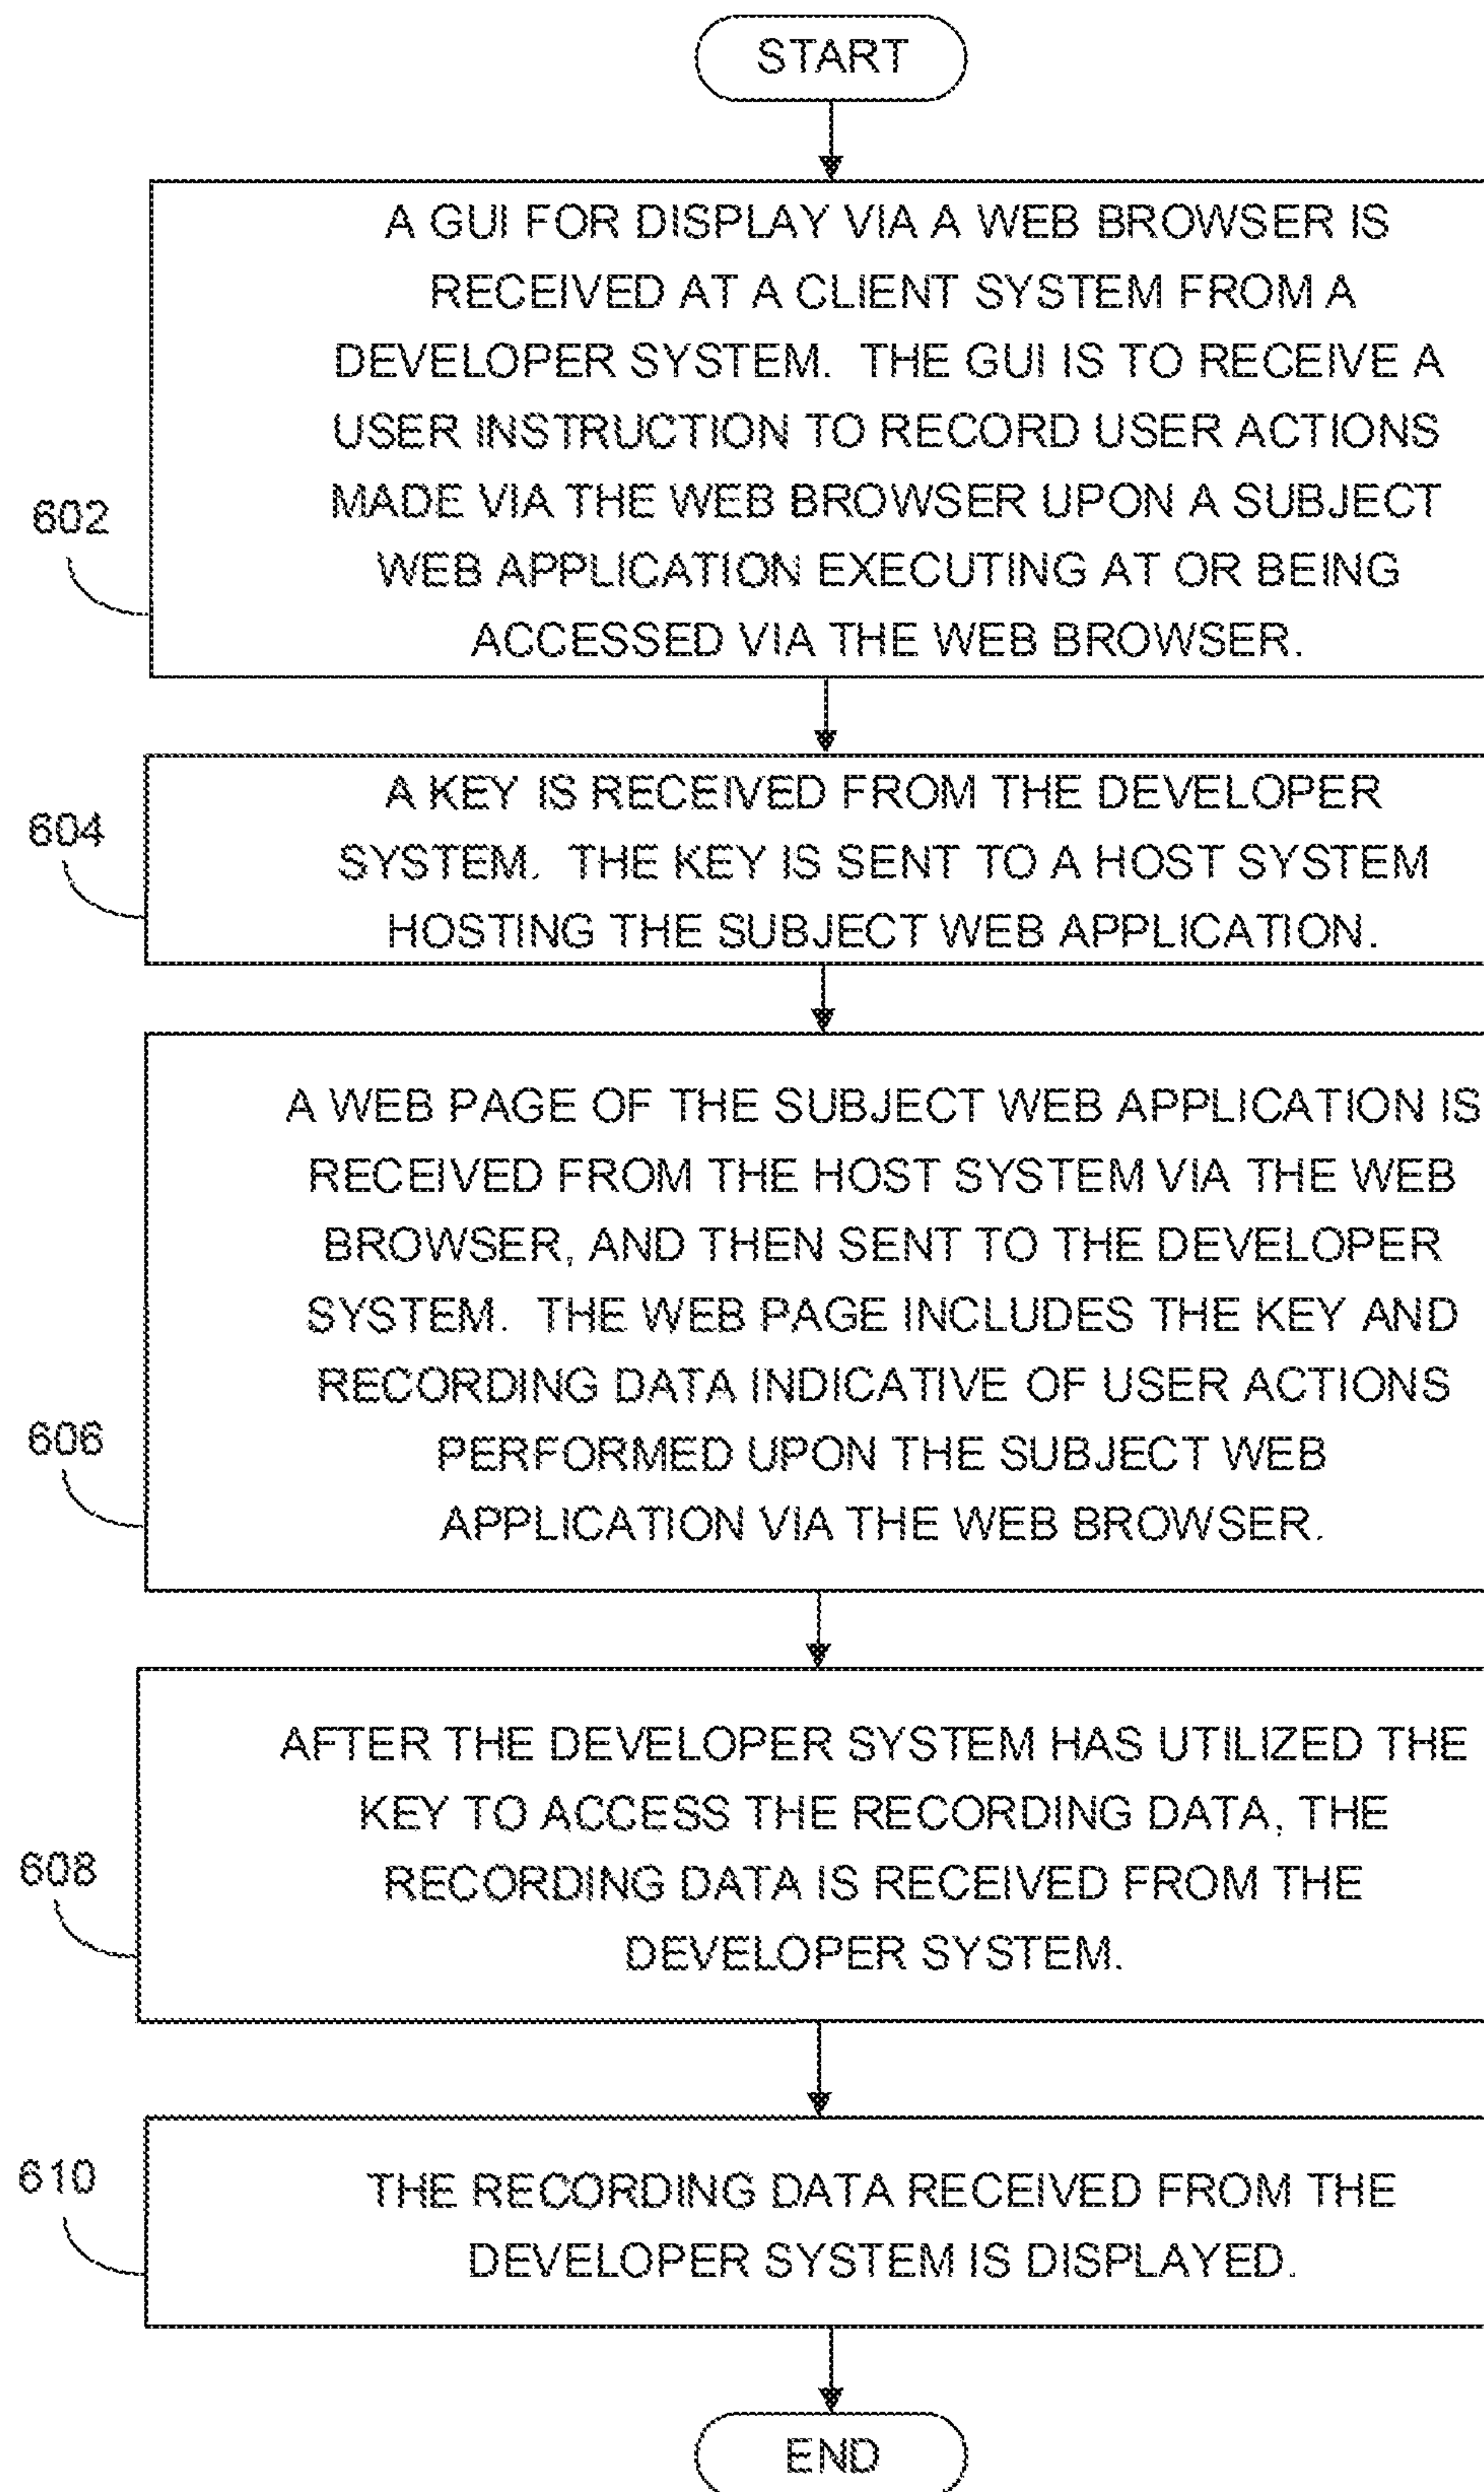 START
A GUI FOR DISPLAY VIA A WEB BROWSER IS
RECEIVED AT A CLIENT SYSTEM FROM A
DEVELOPER SYSTEM. THE GUI IS TO RECEIVE A
USER INSTRUCTION TO RECORD USER ACTIONS
MADE VIA THE WEB BROWSER UPON A SUBJECT
WEB APPLICATION EXECUTING AT OR BEING
ACCESSED VIA THE WEB BROWSER.
602
A KEY IS RECEIVED FROM THE DEVELOPER
SYSTEM. THE KEY IS SENT TO A HOST SYSTEM
HOSTING THE SUBJECT WEB APPLICATION.
604
A WEB PAGE OF THE SUBJECT WEB APPLICATION IS
RECEIVED FROM THE HOST SYSTEM VIA THE WEB
BROWSER, AND THEN SENT TO THE DEVELOPER
SYSTEM. THE WEB PAGE INCLUDES THE KEY AND
RECORDING DATA INDICATIVE OF USER ACTIONS
PERFORMED UPON THE SUBJECT WEB
APPLICATION VIA THE WEB BROWSER.
606
AFTER THE DEVELOPER SYSTEM HAS UTILIZED THE
KEY TO ACCESS THE RECORDING DATA, THE
RECORDING DATA IS RECEIVED FROM THE
DEVELOPER SYSTEM.
608
THE RECORDING DATA RECEIVED FROM THE
DEVELOPER SYSTEM IS DISPLAYED.
610
END